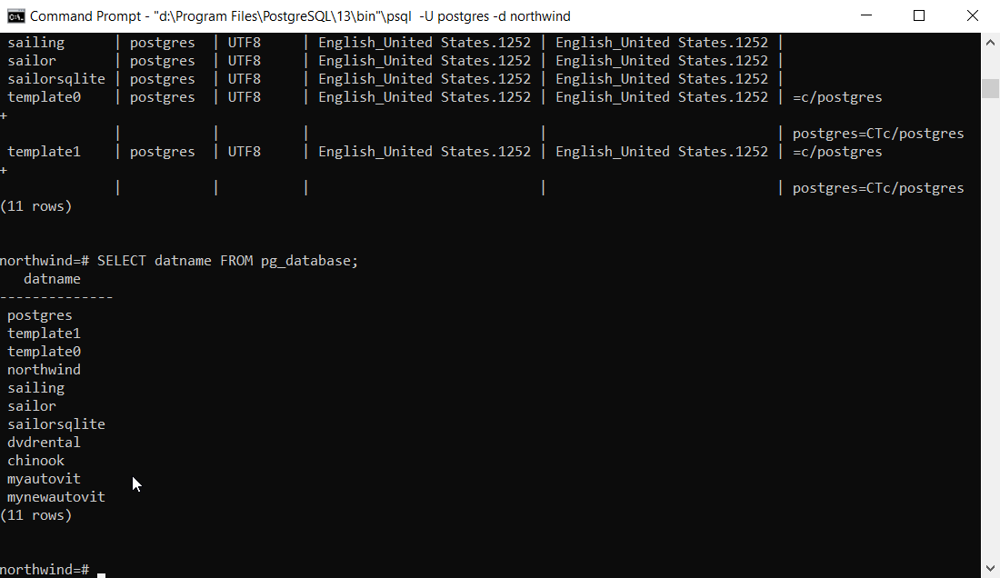 Command Prompt - "d:\Program Files\PostgreSQL\13\bin"\psql  -U postgres -d northwind
 sailing      | postgres  | UTF8     | English_United States.1252 | English_United States.1252 |
 sailor       | postgres  | UTF8     | English_United States.1252 | English_United States.1252 |
 sailorsqlite | postgres  | UTF8     | English_United States.1252 | English_United States.1252 |
 template0    | postgres  | UTF8     | English_United States.1252 | English_United States.1252 | =c/postgres
+
              |           |          |                            |                            | postgres=CTc/postgres
 template1    | postgres  | UTF8     | English_United States.1252 | English_United States.1252 | =c/postgres
+
              |           |          |                            |                            | postgres=CTc/postgres
(11 rows)
northwind=# SELECT datname FROM pg_database;
   datname
--------------
 postgres
 template1
 template0
 northwind
 sailing
 sailor
 sailorsqlite
 dvdrental
 chinook
 myautovit
 mynewautovit
(11 rows)
northwind=#